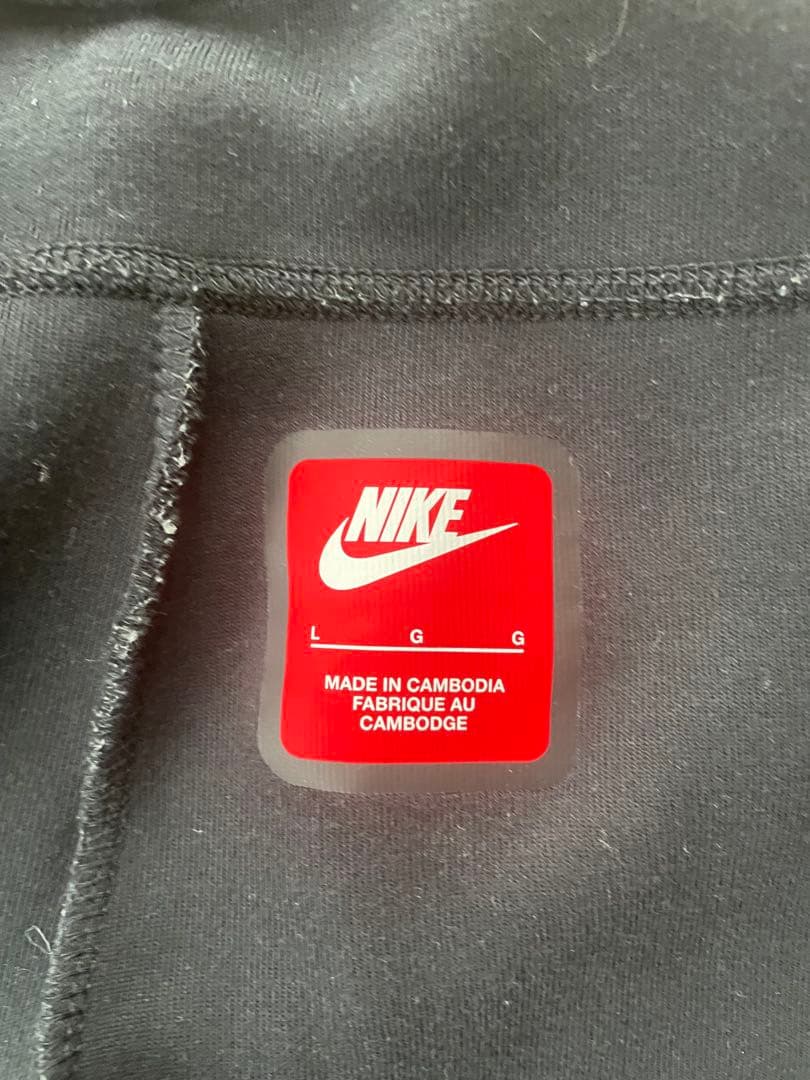 NIKE
L G G
MADE IN CAMBODIA
FABRIQUE AU
CAMBODGE